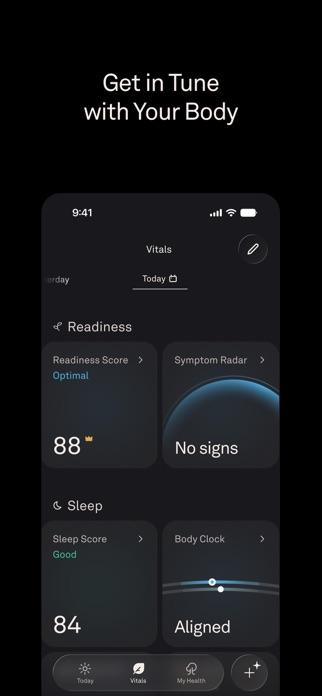 Get in Tune
with Your Body
9:41
Vitals
erday
Today
Readiness
Readiness Score
Optimal
88
Symptom Radar
No signs
Sleep
Sleep Score
Good
84
Body Clock
Aligned
Today
Vitals
My Health